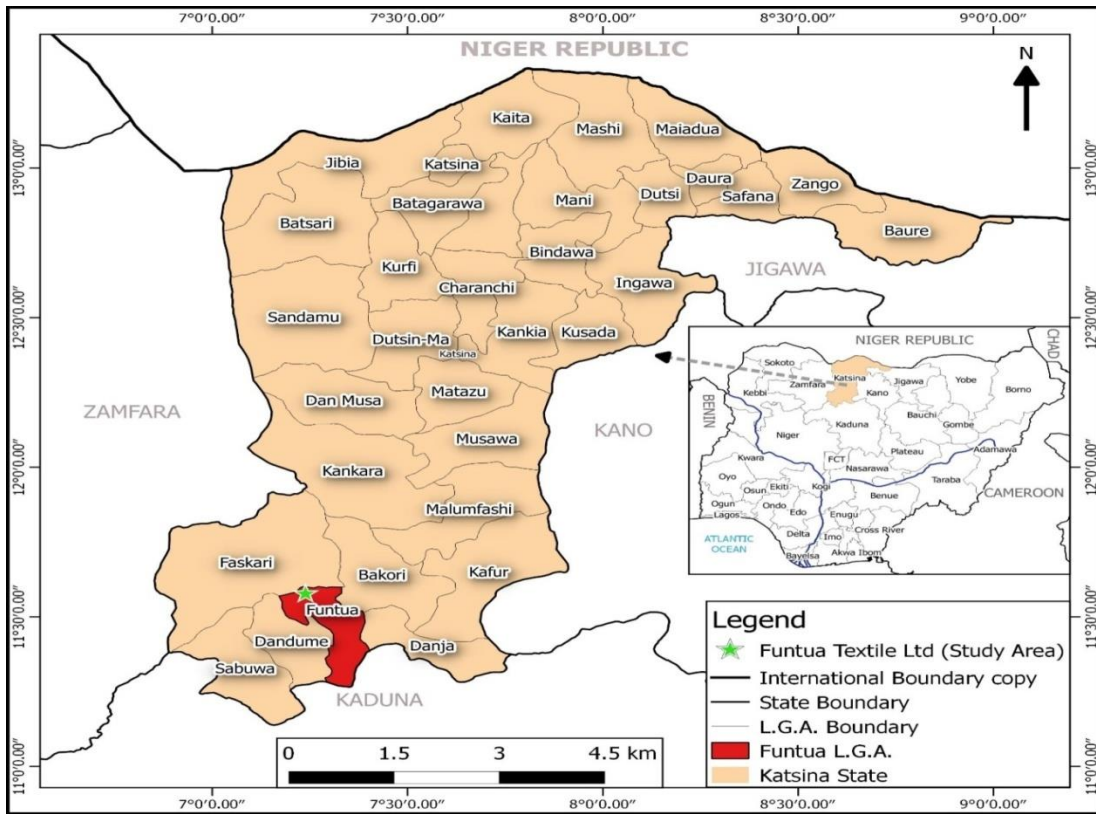 7°0'0.00" 7°30'0.00" 8°0'0.00" 8°30'0.00" 9°0'0.00"
NIGER REPUBLIC
N
Kaita
Mashi
Maiadua
13°0'0.00"
13°0'0.00"
Jibia
Katsina
Daura
Zango
Dutsi
Safana
Batagarawa
Mani
Batsari
Baure
Bindawa
JIGAWA
Kurfi
Ingawa
Charanchi
12°30'0.00"
12°30'0.00"
Sandamu
Dutsin-Ma
Kankia
Kusada
Katsina
Matazu
Dan Musa
ZAMFARA
KANO
Musawa
12°0'0.00"
12°0'0.00"
Kankara
Malumfashi
Faskari
Bakori
Kafur
Funtua
11°30'0.00"
11°30'0.00"
Dandume
Danja
Sabuwa
KADUNA
11°0'0.00"
11°0'0.00"
NIGER REPUBLIC
CHAD
Sokoto
Katsina
Zamfara
Jigawa
Yobe
Borno
Kebbi
Kano
BENIN
Bauchi
Gombe
Kaduna
Niger
Adamawa
Plateau
FCT
Kwara
Nasarawa
Taraba
Oyo
Kogi
CAMEROON
Ekiti
Osun
Benue
Ogun
Ondo
Edo
Enugu
Lagos
Cross River
Delta
Imo
ATLANTIC
OCEAN
Akwa Ibom
Bayelsa
Legend
Funtua Textile Ltd (Study Area)
International Boundary copy
State Boundary
L.G.A. Boundary
Funtua L.G.A.
Katsina State
0 1.5 3 4.5 km
7°0'0.00" 7°30'0.00" 8°0'0.00" 8°30'0.00" 9°0'0.00"